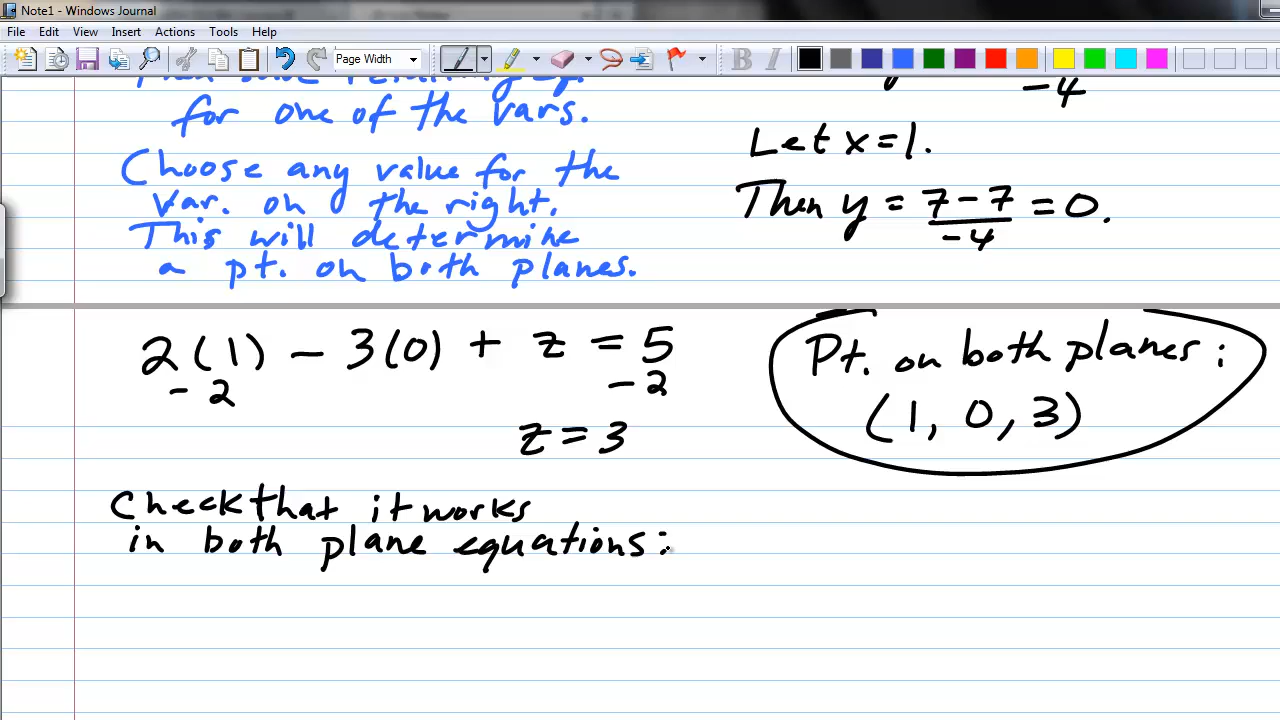 Note1 - Windows Journal
File Edit View Insert Actions Tools Help
Page Width
B I
for one of the vars.
Choose any value for the
var. on the right.
This will determine
a pt. on both planes.
-4
Let x=1.
Then y = 7-7 = 0.
-4
2(1) - 3(0) + z = 5
-2 -2
z = 3
Pt. on both planes:
(1, 0, 3)
Check that it works
in both plane equations: